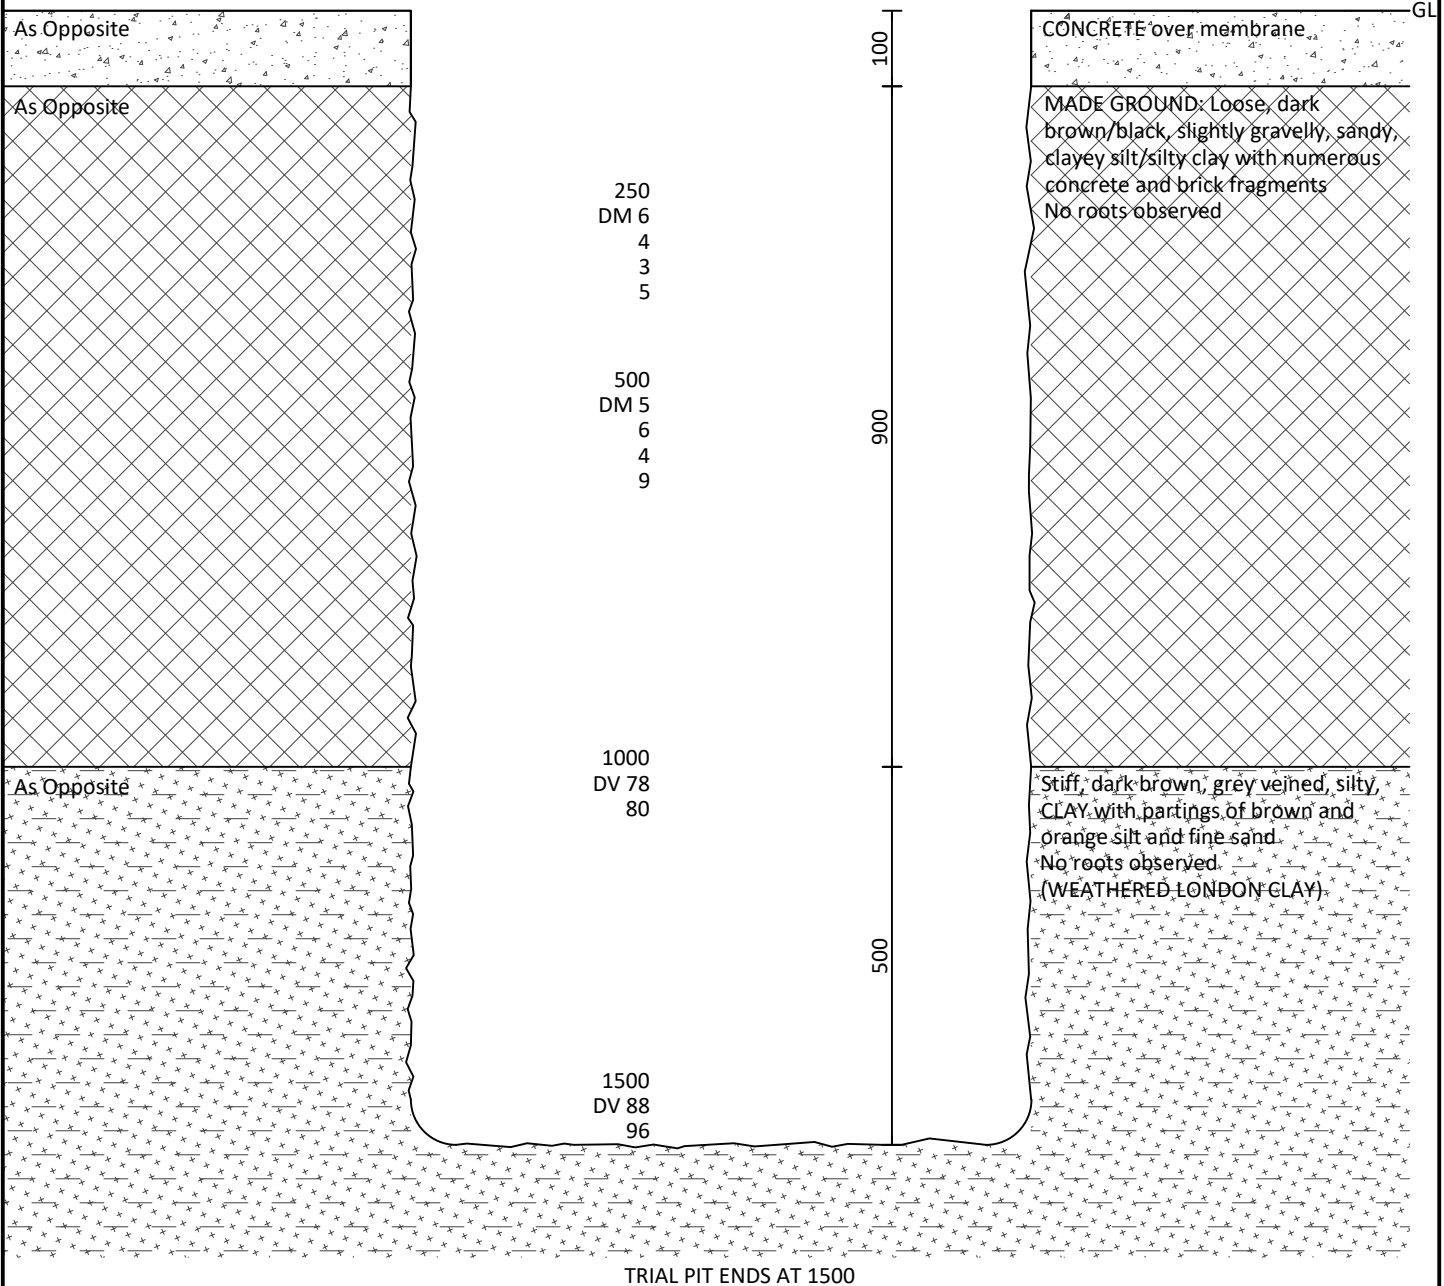 GL
As Opposite
100
CONCRETE over membrane
As Opposite
MADE GROUND: Loose, dark
brown/black, slightly gravelly, sandy,
clayey silt/silty clay with numerous
concrete and brick fragments
No roots observed
250
DM 6
4
3
5
500
DM 5
6
4
9
900
1000
DV 78
80
As Opposite
Stiff, dark brown, grey veined, silty,
CLAY with partings of brown and
orange silt and fine sand
No roots observed
(WEATHERED LONDON CLAY)
500
1500
DV 88
96
TRIAL PIT ENDS AT 1500